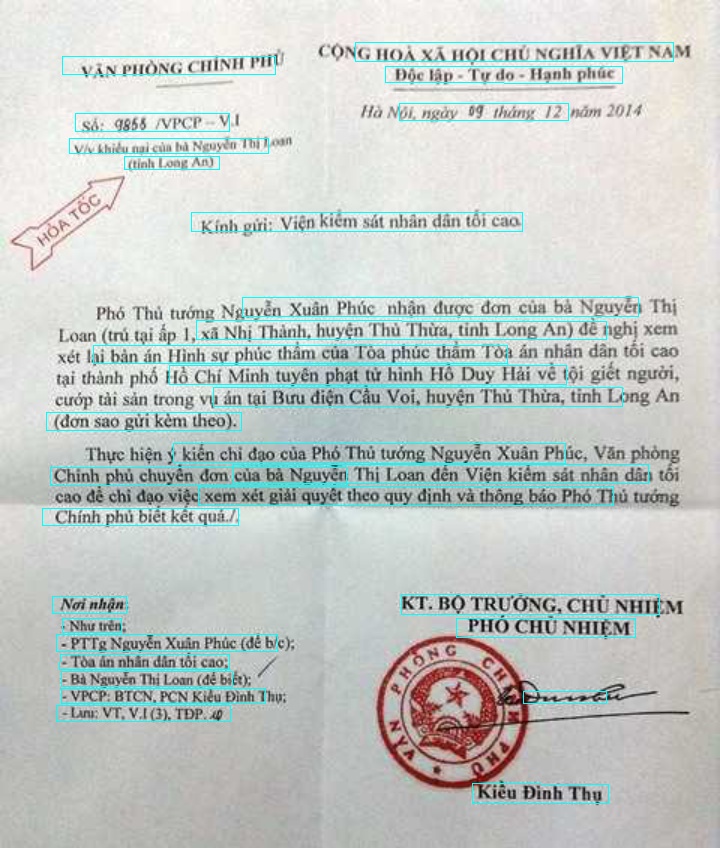 VĂN PHÒNG CHÍNH PHỦ
CỘNG HOÀ XÃ HỘI CHỦ NGHĨA VIỆT NAM
Độc lập - Tự do - Hạnh phúc
Số: 9855 /VPCP - V.I
Hà Nội, ngày 09 tháng 12 năm 2014
V/v khiếu nại của bà Nguyễn Thị Loan
(tỉnh Long An)
HỎA TỐC
Kính gửi: Viện kiểm sát nhân dân tối cao.
Phó Thủ tướng Nguyễn Xuân Phúc nhận được đơn của bà Nguyễn Thị
Loan (trú tại ấp 1, xã Nhị Thành, huyện Thủ Thừa, tỉnh Long An) đề nghị xem
xét lại bản án Hình sự phúc thẩm của Tòa phúc thẩm Tòa án nhân dân tối cao
tại thành phố Hồ Chí Minh tuyên phạt tử hình Hồ Duy Hải về tội giết người,
cướp tài sản trong vụ án tại Bưu điện Cầu Voi, huyện Thủ Thừa, tỉnh Long An
(đơn sao gửi kèm theo).
Thực hiện ý kiến chỉ đạo của Phó Thủ tướng Nguyễn Xuân Phúc, Văn phòng
Chính phủ chuyển đơn của bà Nguyễn Thị Loan đến Viện kiểm sát nhân dân tối
cao để chỉ đạo việc xem xét giải quyết theo quy định và thông báo Phó Thủ tướng
Chính phủ biết kết quả./.
Nơi nhận:
- Như trên;
- PTTg Nguyễn Xuân Phúc (để b/c);
- Tòa án nhân dân tối cao;
- Bà Nguyễn Thị Loan (để biết);
- VPCP: BTCN, PCN Kiều Đình Thụ;
- Lưu: VT, V.I (3), TĐP.
KT. BỘ TRƯỞNG, CHỦ NHIỆM
PHÓ CHỦ NHIỆM
VĂN PHÒNG CHÍNH PHỦ
Kiều Đình Thụ